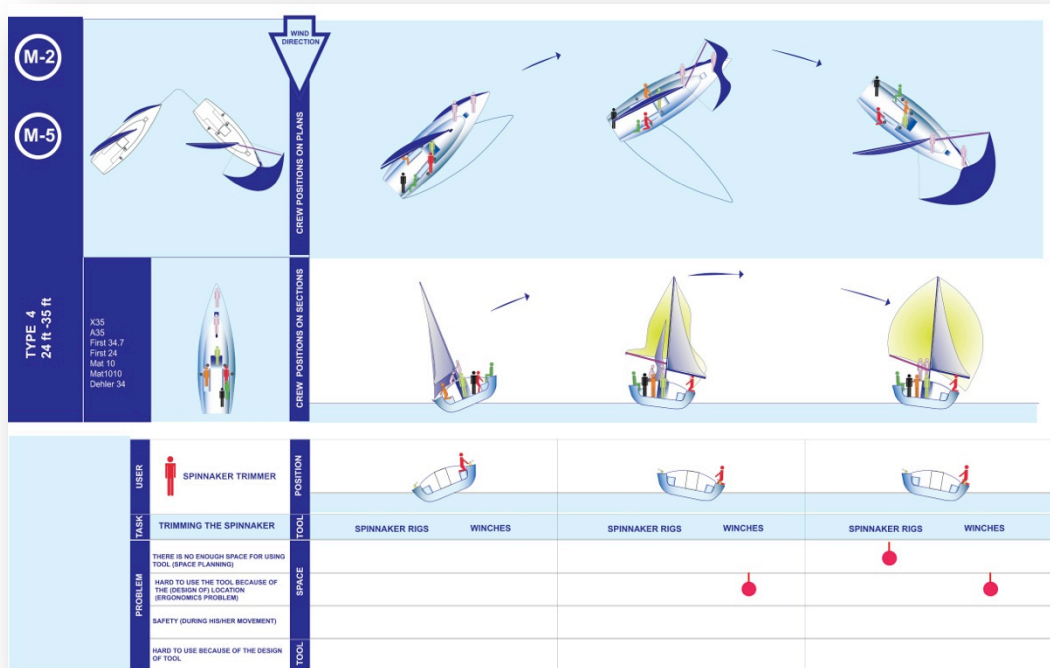 M-2
M-5
TYPE 4
24 ft -35 ft
X35
A35
First 34.7
First 24
Mat 10
Mat1010
Dehler 34
WIND
DIRECTION
CREW POSITIONS ON PLANS
CREW POSITIONS ON SECTIONS
USER
SPINNAKER TRIMMER
POSITION
TASK
TRIMMING THE SPINNAKER
TOOL
SPINNAKER RIGS
WINCHES
SPINNAKER RIGS
WINCHES
SPINNAKER RIGS
WINCHES
PROBLEM
THERE IS NO ENOUGH SPACE FOR USING
TOOL (SPACE PLANNING)
HARD TO USE THE TOOL BECAUSE OF
THE (DESIGN OF) LOCATION
(ERGONOMICS PROBLEM)
SPACE
SAFETY (DURING HIS/HER MOVEMENT)
HARD TO USE BECAUSE OF THE DESIGN
OF TOOL
TOOL